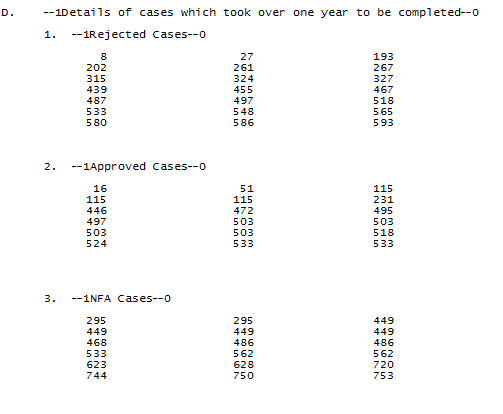 D. --1Details of cases which took over one year to be completed--0
1. --1Rejected Cases--0
8 27 193
202 261 267
315 324 327
439 455 467
487 497 518
533 548 565
580 586 593
2. --1Approved Cases--0
16 51 115
115 115 231
446 472 495
497 503 503
503 503 518
524 533 533
3. --1NFA Cases--0
295 295 449
449 449 449
468 486 486
533 562 562
623 628 720
744 750 753